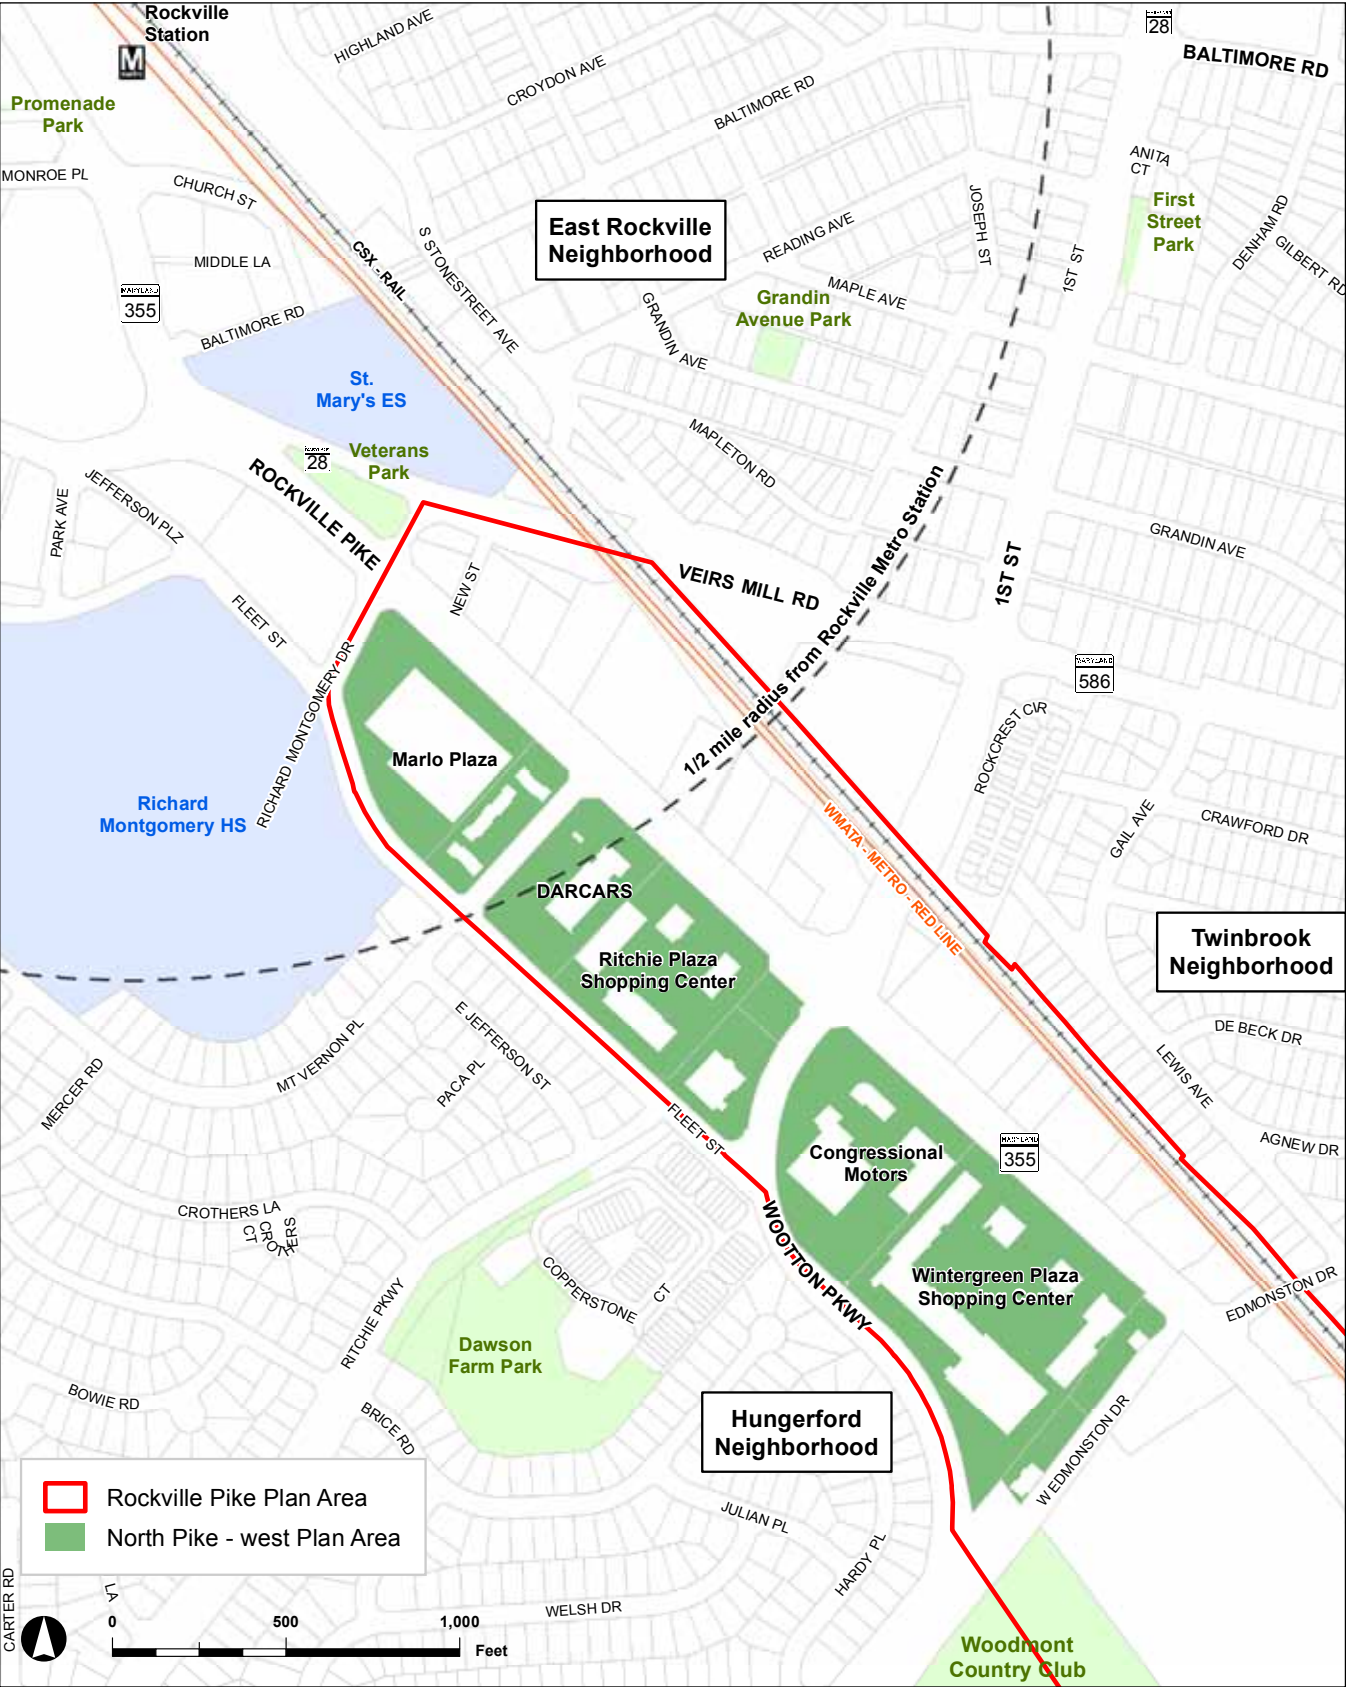 Rockville
Station
M
HIGHLAND AVE
CROYDON AVE
BALTIMORE RD
28
BALTIMORE RD
Promenade
Park
MONROE PL
CHURCH ST
MIDDLE LA
MARYLAND
355
BALTIMORE RD
CSX - RAIL
S STONESTREET AVE
East Rockville
Neighborhood
READING AVE
JOSEPH ST
1ST ST
ANITA
CT
First
Street
Park
DENHAM RD
GILBERT RD
GRANDIN AVE
Grandin
Avenue Park
MAPLE AVE
St.
Mary's ES
Veterans
Park
28
ROCKVILLE PIKE
JEFFERSON PLZ
PARK AVE
FLEET ST
NEW ST
MAPLETON RD
VEIRS MILL RD
1/2 mile radius from Rockville Metro Station
1ST ST
GRANDIN AVE
MARYLAND
586
RICHARD MONTGOMERY DR
Richard
Montgomery HS
Marlo Plaza
ROCKCREST CIR
GAIL AVE
CRAWFORD DR
WMATA - METRO - RED LINE
DARCARS
Ritchie Plaza
Shopping Center
Twinbrook
Neighborhood
DE BECK DR
LEWIS AVE
AGNEW DR
MERCER RD
MT VERNON PL
PACA PL
E JEFFERSON ST
FLEET ST
Congressional
Motors
MARYLAND
355
CROTHERS LA
CROTHERS
CT
WOOTTON PKWY
Wintergreen Plaza
Shopping Center
EDMONSTON DR
COPPERSTONE
CT
RITCHIE PKWY
Dawson
Farm Park
BOWIE RD
BRICE RD
Hungerford
Neighborhood
W EDMONSTON DR
JULIAN PL
HARDY PL
WELSH DR
Rockville Pike Plan Area
North Pike - west Plan Area
CARTER RD
LA
0
500
1,000
Feet
Woodmont
Country Club